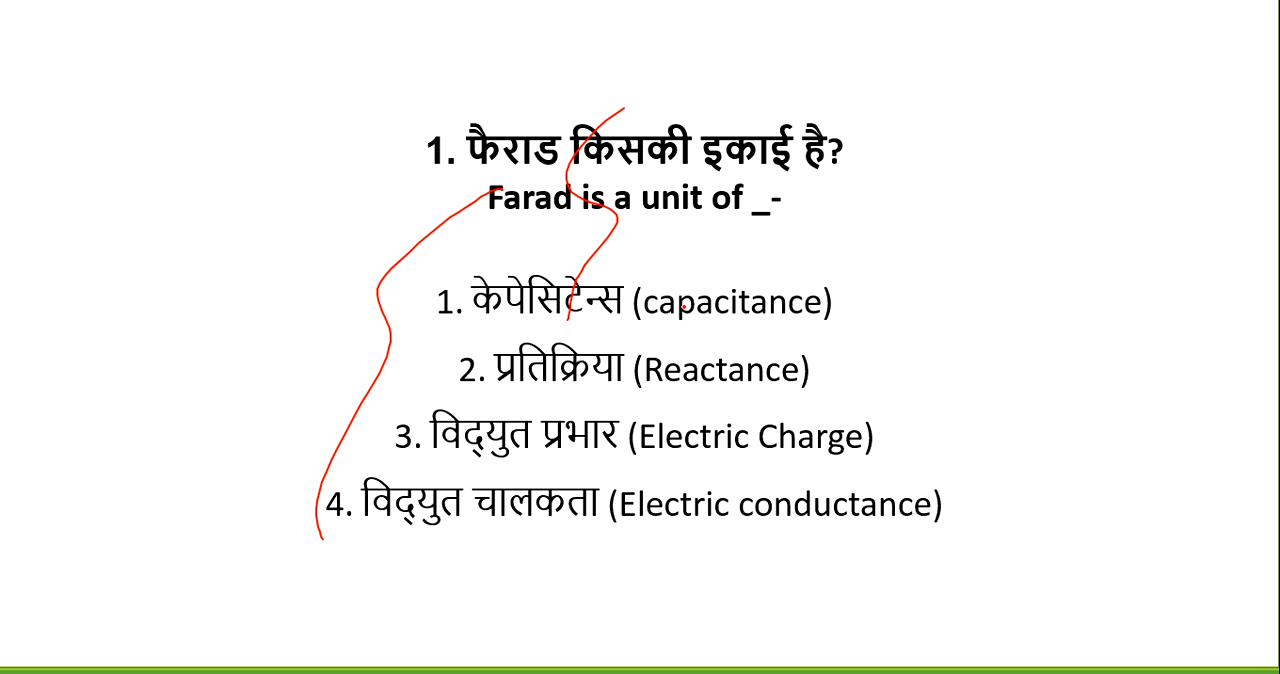 1. फैराड किसकी इकाई है?
Farad is a unit of _-
1. केपेसिटेन्स (capacitance)
2. प्रतिक्रिया (Reactance)
3. विद्युत प्रभार (Electric Charge)
4. विद्युत चालकता (Electric conductance)